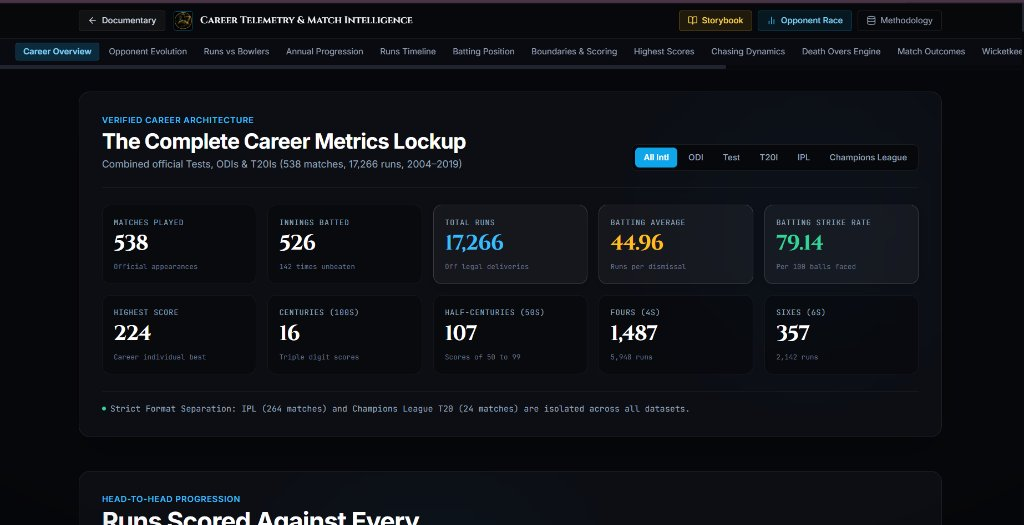 Documentary
CAREER TELEMETRY & MATCH INTELLIGENCE
Storybook
Opponent Race
Methodology
Career Overview
Opponent Evolution
Runs vs Bowlers
Annual Progression
Runs Timeline
Batting Position
Boundaries & Scoring
Highest Scores
Chasing Dynamics
Death Overs Engine
Match Outcomes
Wicketkee
VERIFIED CAREER ARCHITECTURE
The Complete Career Metrics Lockup
Combined official Tests, ODIs & T20Is (538 matches, 17,266 runs, 2004–2019)
All Intl
ODI
Test
T20I
IPL
Champions League
MATCHES PLAYED
538
Official appearances
INNINGS BATTED
526
142 times unbeaten
TOTAL RUNS
17,266
Off legal deliveries
BATTING AVERAGE
44.96
Runs per dismissal
BATTING STRIKE RATE
79.14
Per 100 balls faced
HIGHEST SCORE
224
Career individual best
CENTURIES (100S)
16
Triple digit scores
HALF-CENTURIES (50S)
107
Scores of 50 to 99
FOURS (4S)
1,487
5,948 runs
SIXES (6S)
357
2,142 runs
Strict Format Separation: IPL (264 matches) and Champions League T20 (24 matches) are isolated across all datasets.
HEAD-TO-HEAD PROGRESSION
Runs Scored Against Every